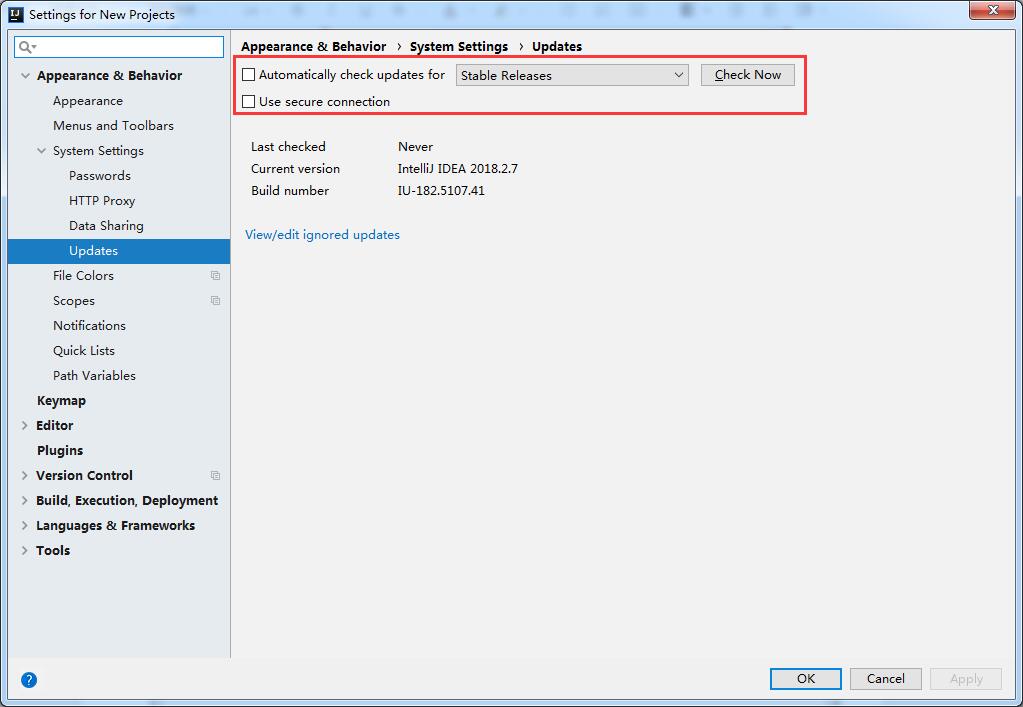 Settings for New Projects
Appearance & Behavior
Appearance
Menus and Toolbars
System Settings
Passwords
HTTP Proxy
Data Sharing
Updates
File Colors
Scopes
Notifications
Quick Lists
Path Variables
Keymap
Editor
Plugins
Version Control
Build, Execution, Deployment
Languages & Frameworks
Tools
Appearance & Behavior › System Settings › Updates
Automatically check updates for Stable Releases Check Now
Use secure connection
Last checked Never
Current version IntelliJ IDEA 2018.2.7
Build number IU-182.5107.41
View/edit ignored updates
? OK Cancel Apply